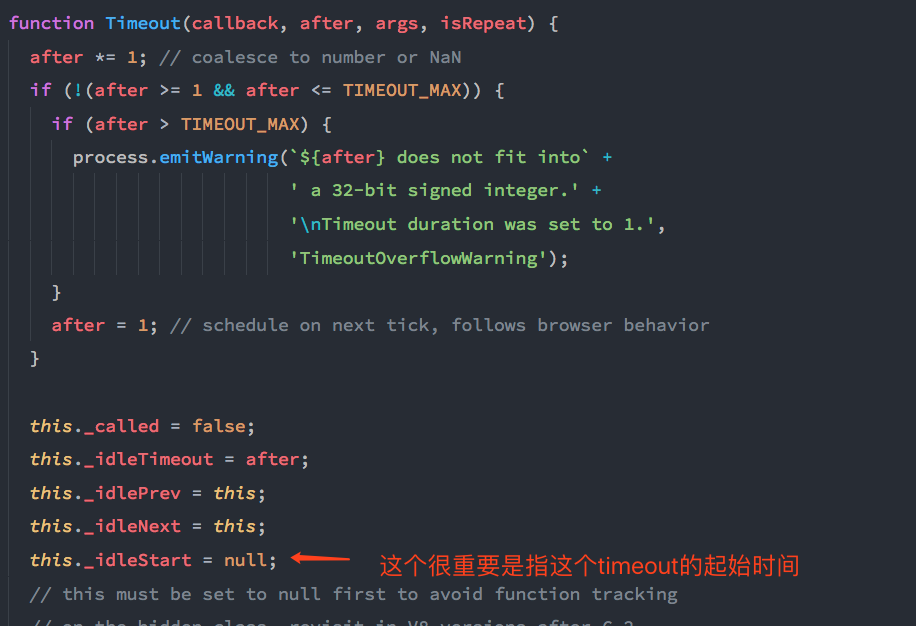 function Timeout(callback, after, args, isRepeat) {
after *= 1; // coalesce to number or NaN
if (!(after >= 1 && after <= TIMEOUT_MAX)) {
if (after > TIMEOUT_MAX) {
process.emitWarning(`${after} does not fit into` +
' a 32-bit signed integer.' +
'\nTimeout duration was set to 1.',
'TimeoutOverflowWarning');
}
after = 1; // schedule on next tick, follows browser behavior
}
this._called = false;
this._idleTimeout = after;
this._idlePrev = this;
this._idleNext = this;
this._idleStart = null; 这个很重要是指这个timeout的起始时间
// this must be set to null first to avoid function tracking